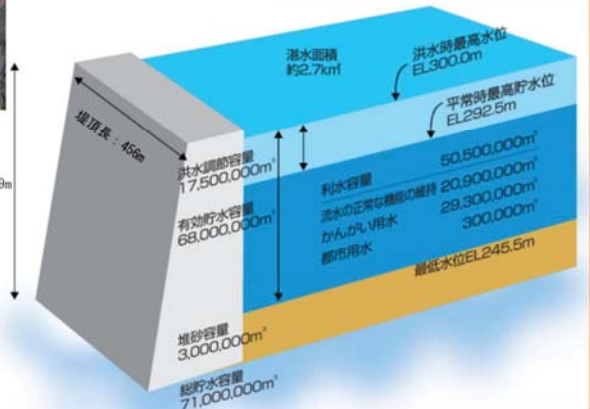 湛水面積
約2.7km²
洪水時最高水位
EL300.0m
平常時最高貯水位
EL292.5m
堤頂長：456m
9m
洪水調節容量
17,500,000m³
有効貯水容量
68,000,000m³
利水容量 50,500,000m³
流水の正常な機能の維持 20,900,000m³
かんがい用水 29,300,000m³
都市用水 300,000m³
最低水位EL245.5m
堆砂容量
3,000,000m³
総貯水容量
71,000,000m³